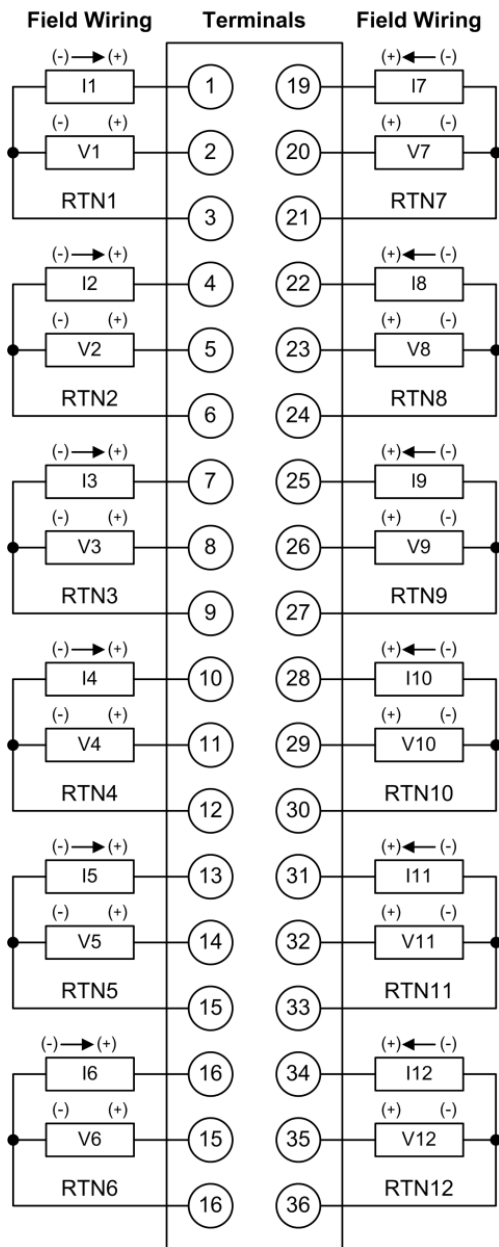 Field Wiring Terminals Field Wiring
(-) (+) (+) (-)
I1 1 19 I7
(-) (+) (+) (-)
V1 2 20 V7
RTN1 3 21 RTN7
(-) (+) (+) (-)
I2 4 22 I8
(-) (+) (+) (-)
V2 5 23 V8
RTN2 6 24 RTN8
(-) (+) (+) (-)
I3 7 25 I9
(-) (+) (+) (-)
V3 8 26 V9
RTN3 9 27 RTN9
(-) (+) (+) (-)
I4 10 28 I10
(-) (+) (+) (-)
V4 11 29 V10
RTN4 12 30 RTN10
(-) (+) (+) (-)
I5 13 31 I11
(-) (+) (+) (-)
V5 14 32 V11
RTN5 15 33 RTN11
(-) (+) (+) (-)
I6 16 34 I12
(-) (+) (+) (-)
V6 15 35 V12
RTN6 16 36 RTN12